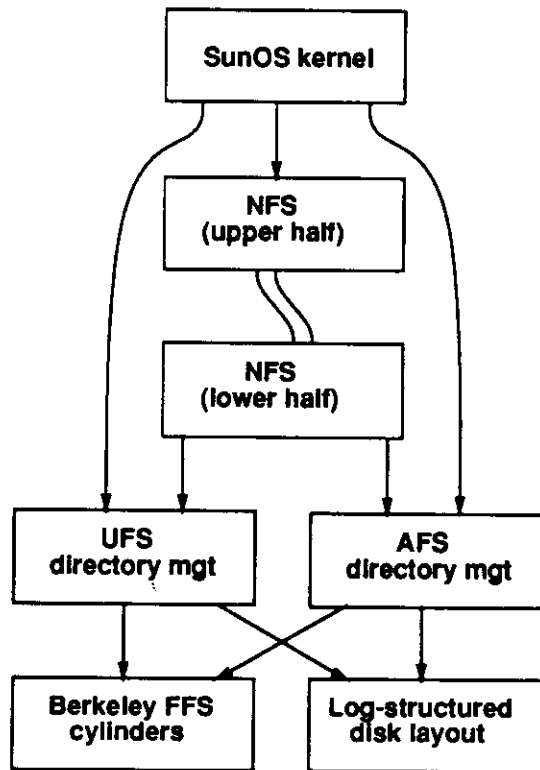 SunOS kernel
NFS
(upper half)
NFS
(lower half)
UFS
directory mgt
AFS
directory mgt
Berkeley FFS
cylinders
Log-structured
disk layout